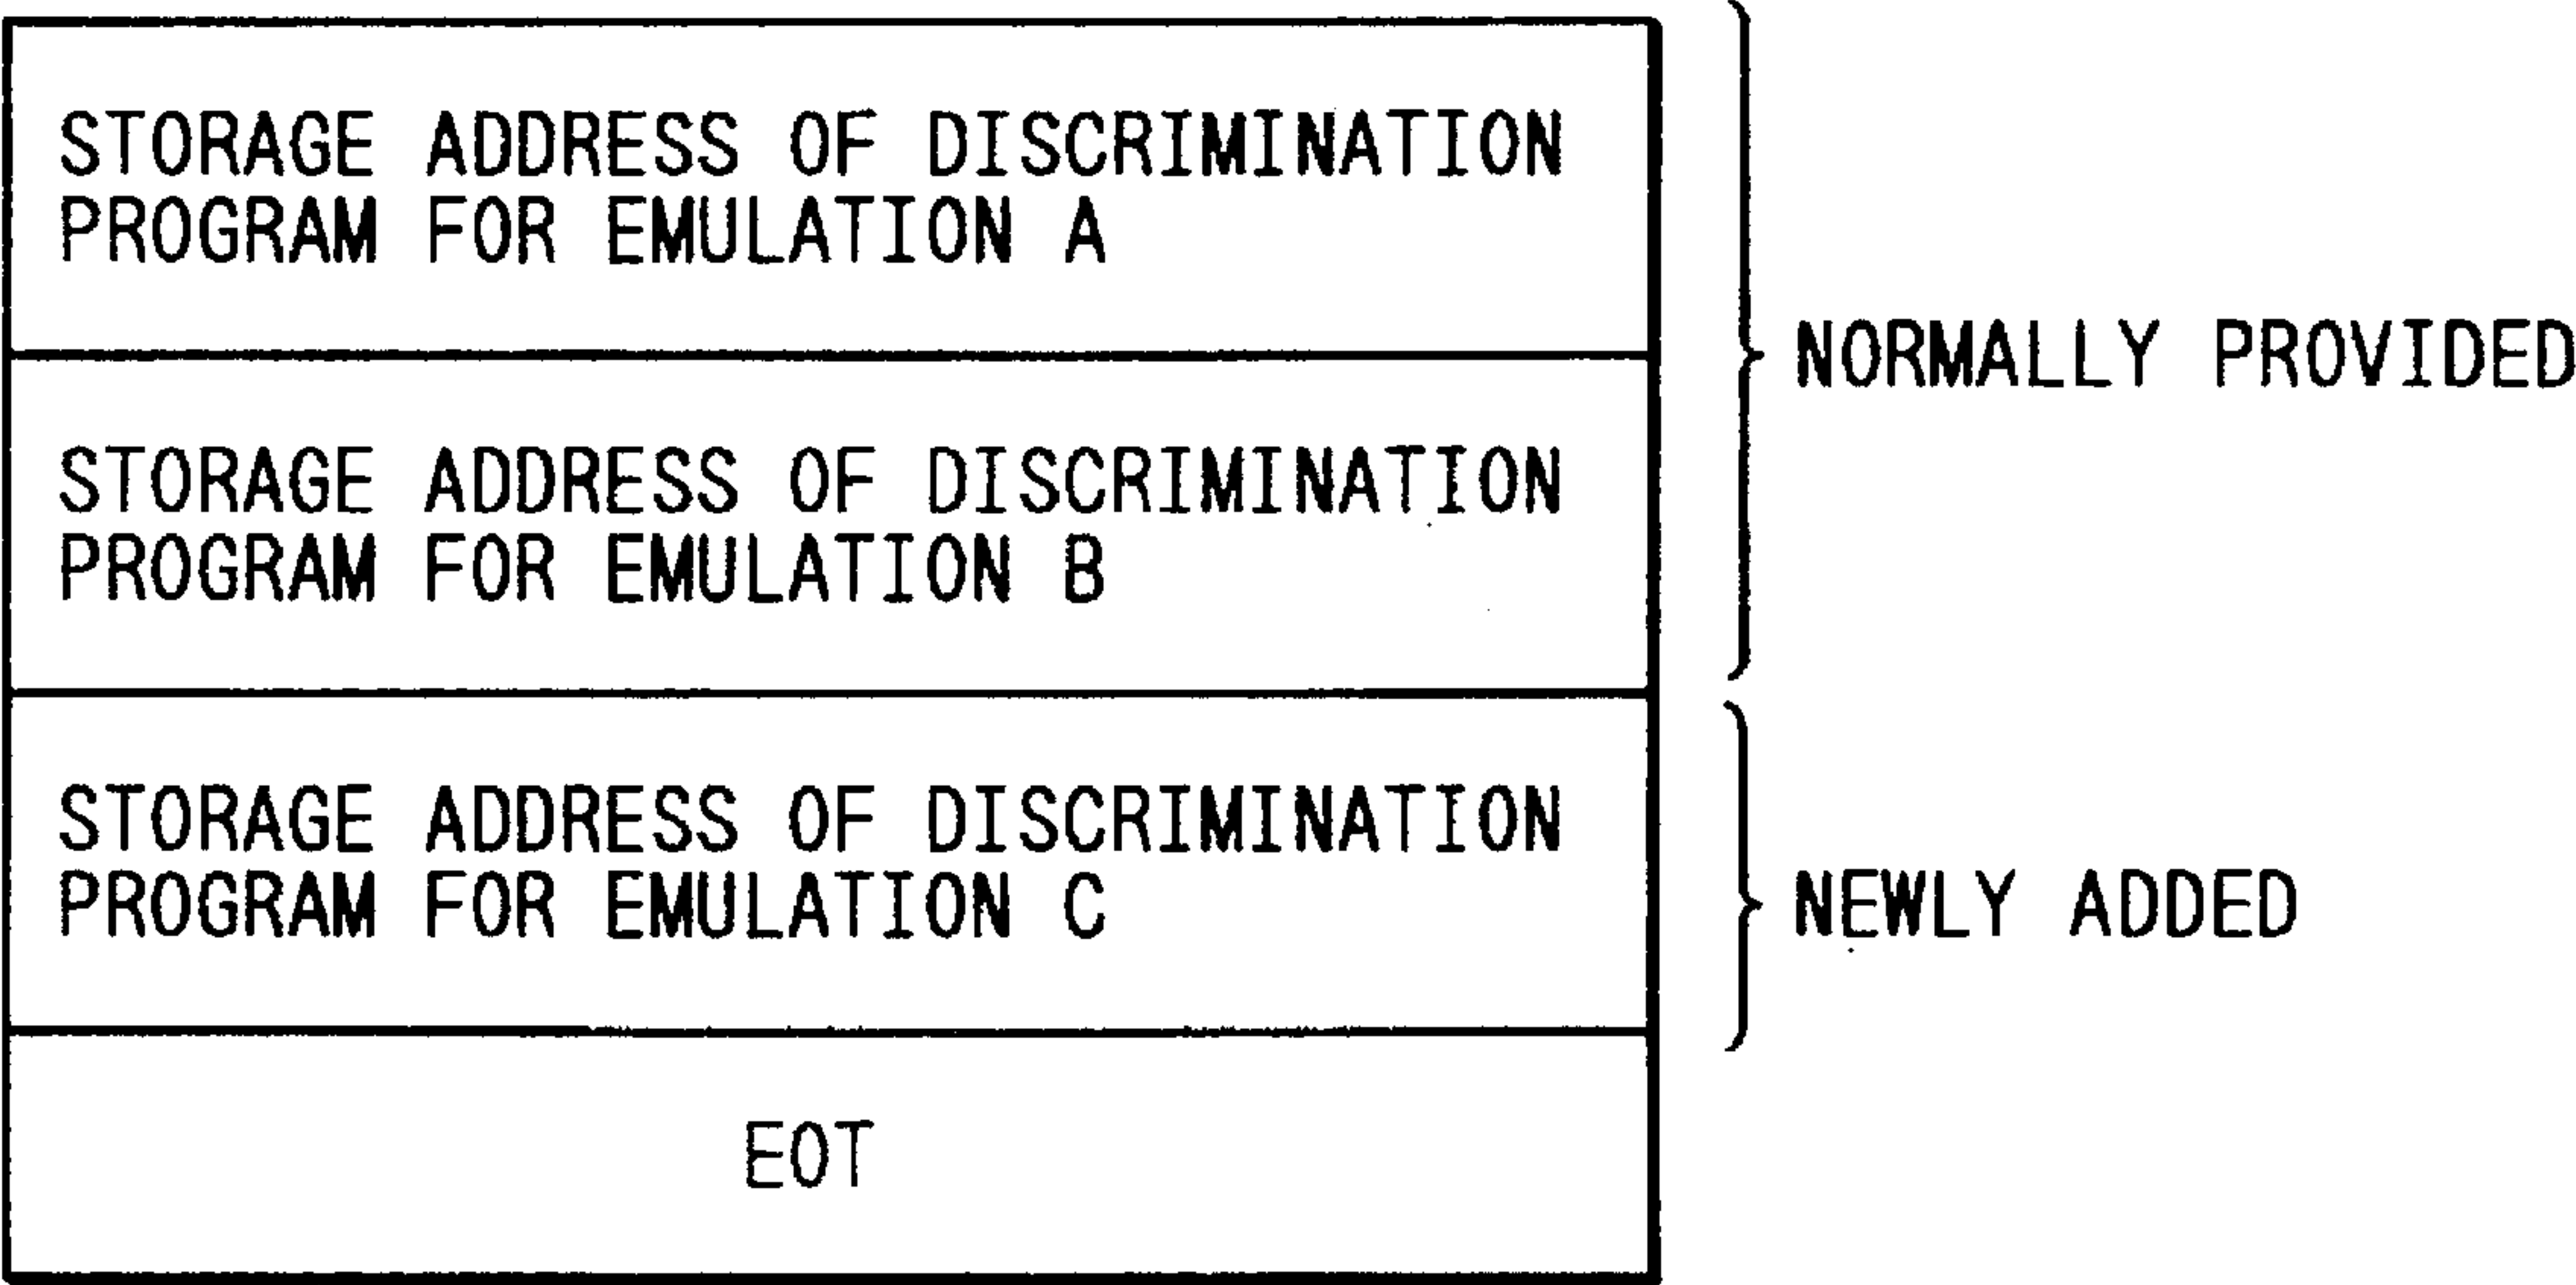 STORAGE ADDRESS OF DISCRIMINATION
PROGRAM FOR EMULATION A
NORMALLY PROVIDED
STORAGE ADDRESS OF DISCRIMINATION
PROGRAM FOR EMULATION B
STORAGE ADDRESS OF DISCRIMINATION
PROGRAM FOR EMULATION C
NEWLY ADDED
EOT